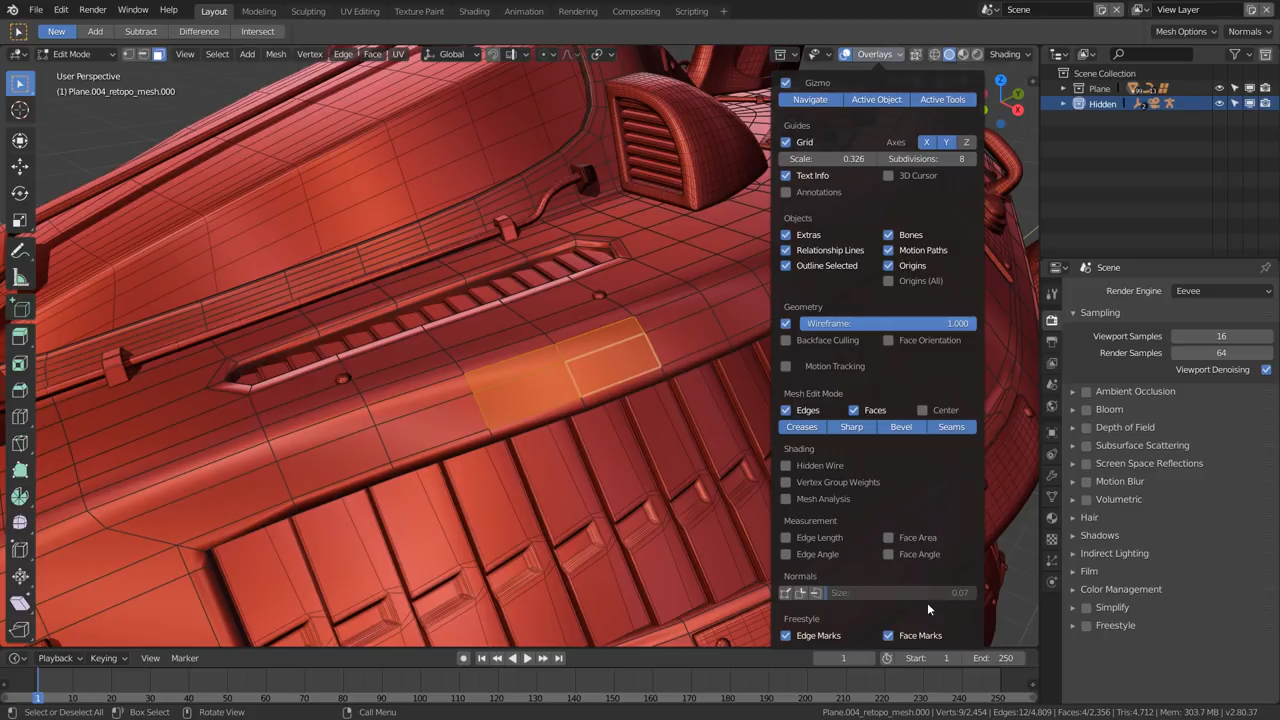 File Edit Render Window Help Layout Modeling Sculpting UV Editing Texture Paint Shading Animation Rendering Compositing Scripting Scene View Layer
New Add Subtract Difference Intersect Mesh Options Normals
Edit Mode View Select Add Mesh Vertex Edge Face UV Global Overlays Shading
User Perspective
(1) Plane.004_retopo_mesh.000
Gizmo
Navigate Active Object Active Tools
Guides
Grid Axes X Y Z
Scale: 0.326 Subdivisions: 8
Text Info 3D Cursor
Annotations
Objects
Extras Bones
Relationship Lines Motion Paths
Outline Selected Origins
Origins (All)
Geometry
Wireframe: 1.000
Backface Culling Face Orientation
Motion Tracking
Mesh Edit Mode
Edges Faces Center
Creases Sharp Bevel Seams
Shading
Hidden Wire
Vertex Group Weights
Mesh Analysis
Measurement
Edge Length Face Area
Edge Angle Face Angle
Normals
Size: 0.07
Freestyle
Edge Marks Face Marks
Z
Y
X
Scene Collection
Plane
Hidden
Scene
Render Engine Eevee
Sampling
Viewport Samples 16
Render Samples 64
Viewport Denoising
Ambient Occlusion
Bloom
Depth of Field
Subsurface Scattering
Screen Space Reflections
Motion Blur
Volumetric
Hair
Shadows
Indirect Lighting
Film
Color Management
Simplify
Freestyle
Playback Keying View Marker 1 Start: 1 End: 250
1 10 20 30 40 50 60 70 80 90 100 110 120 130 140 150 160 170 180 190 200 210 220 230 240 250
Select or Deselect All Box Select Rotate View Call Menu Plane.004_retopo_mesh.000 | Verts:9/2,454 | Edges:12/4,809 | Faces:4/2,356 | Tris:4,712 | Mem: 303.7 MB | v2.80.37